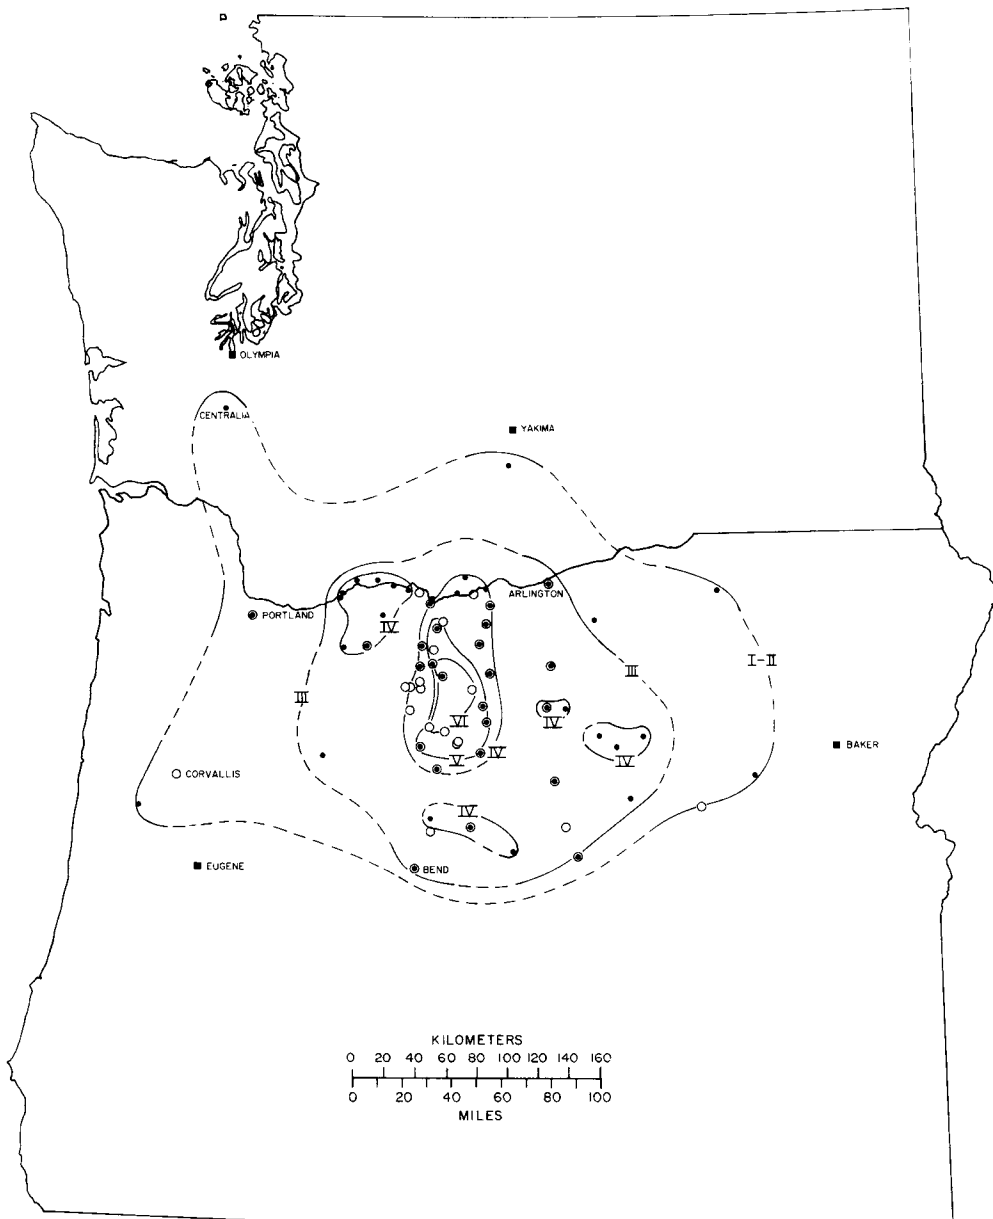 OLYMPIA
CENTRALIA
YAKIMA
ARLINGTON
PORTLAND
IV
I-II
III
III
VI
IV
BAKER
V
IV
IV
CORVALLIS
IV
EUGENE
BEND
KILOMETERS
0 20 40 60 80 100 120 140 160
0 20 40 60 80 100
MILES